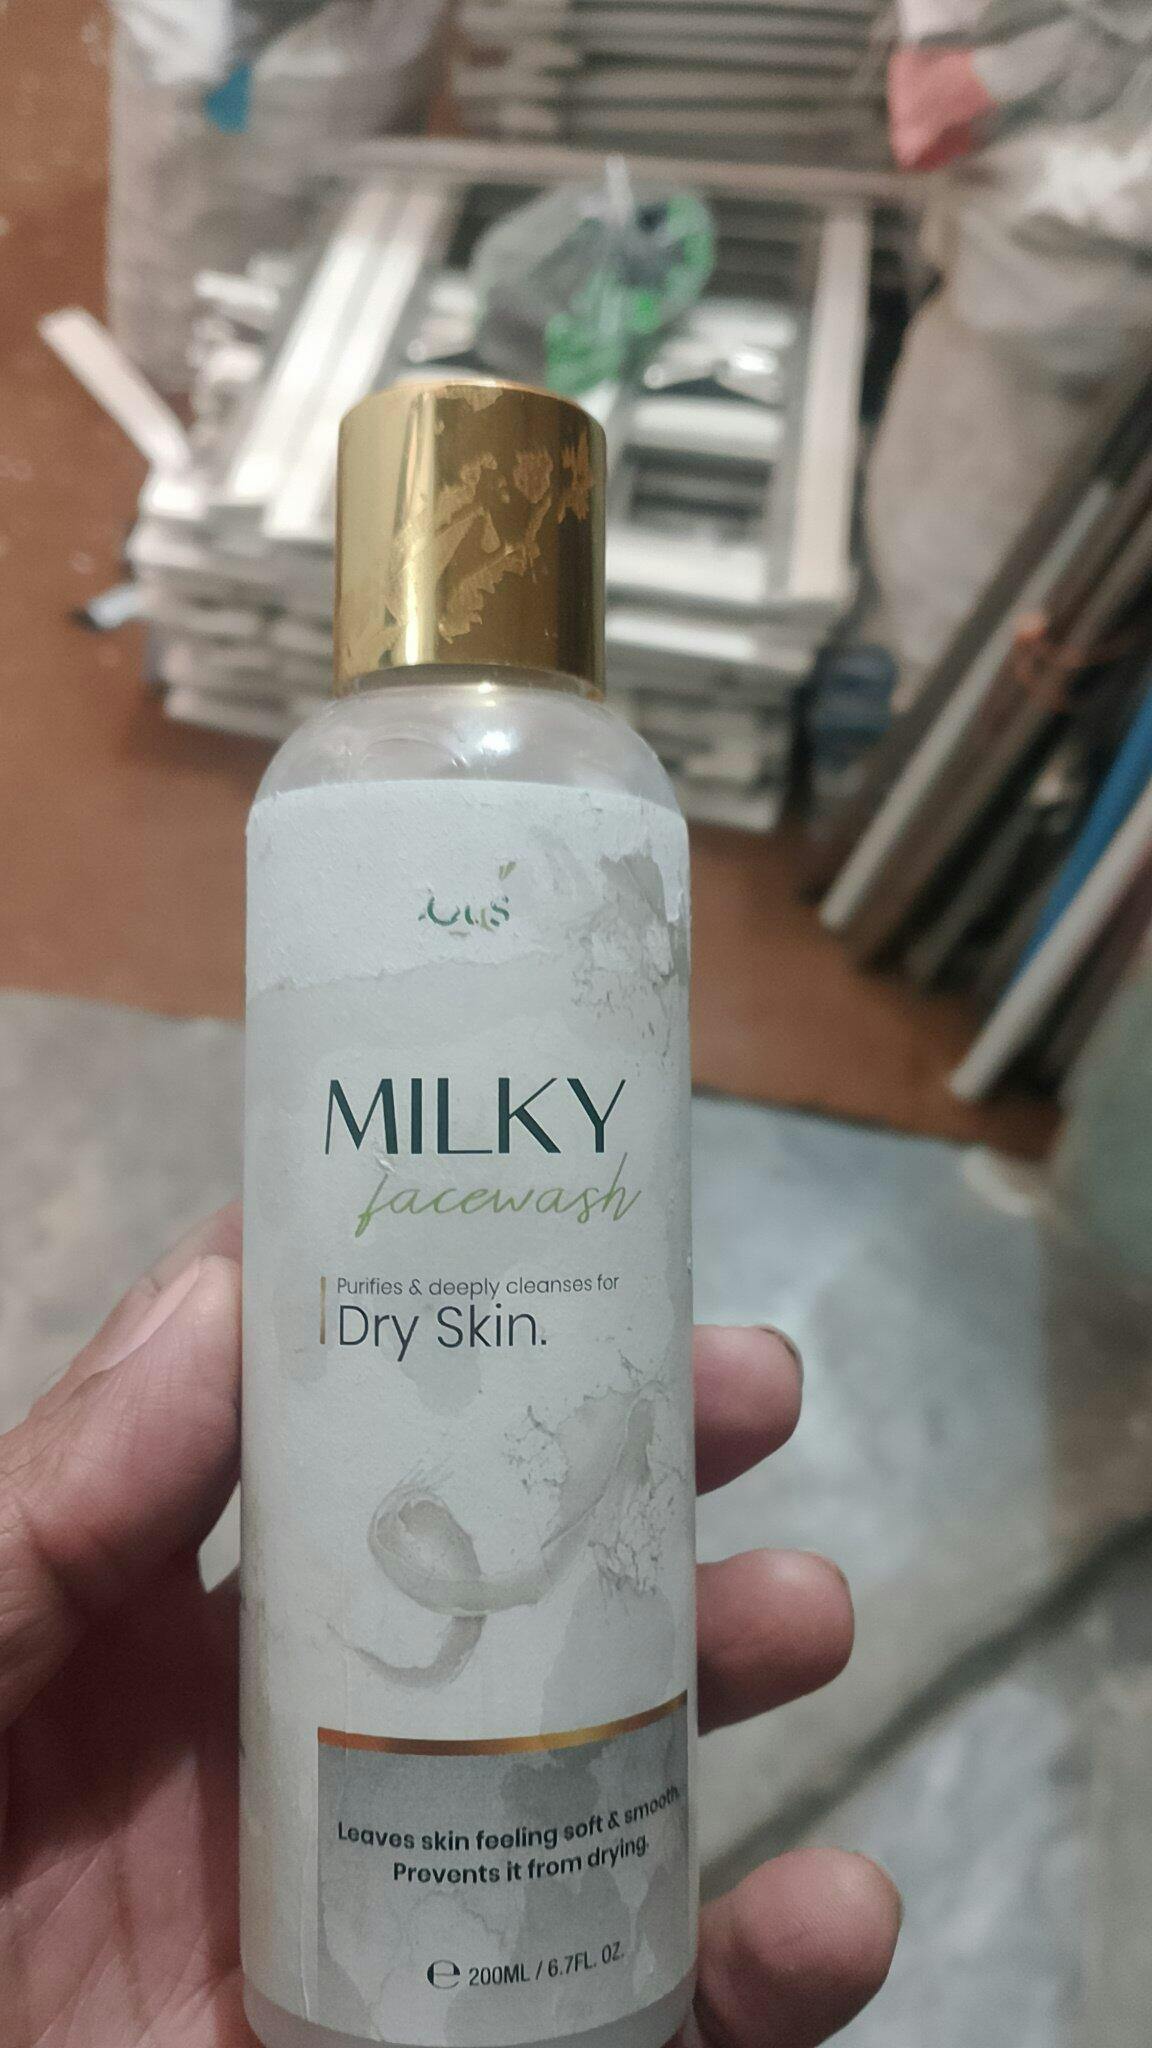 MILKY
facewash
Purifies & deeply cleanses for
Dry Skin.
Leaves skin feeling soft & smooth.
Prevents it from drying.
e 200ML / 6.7FL. OZ.